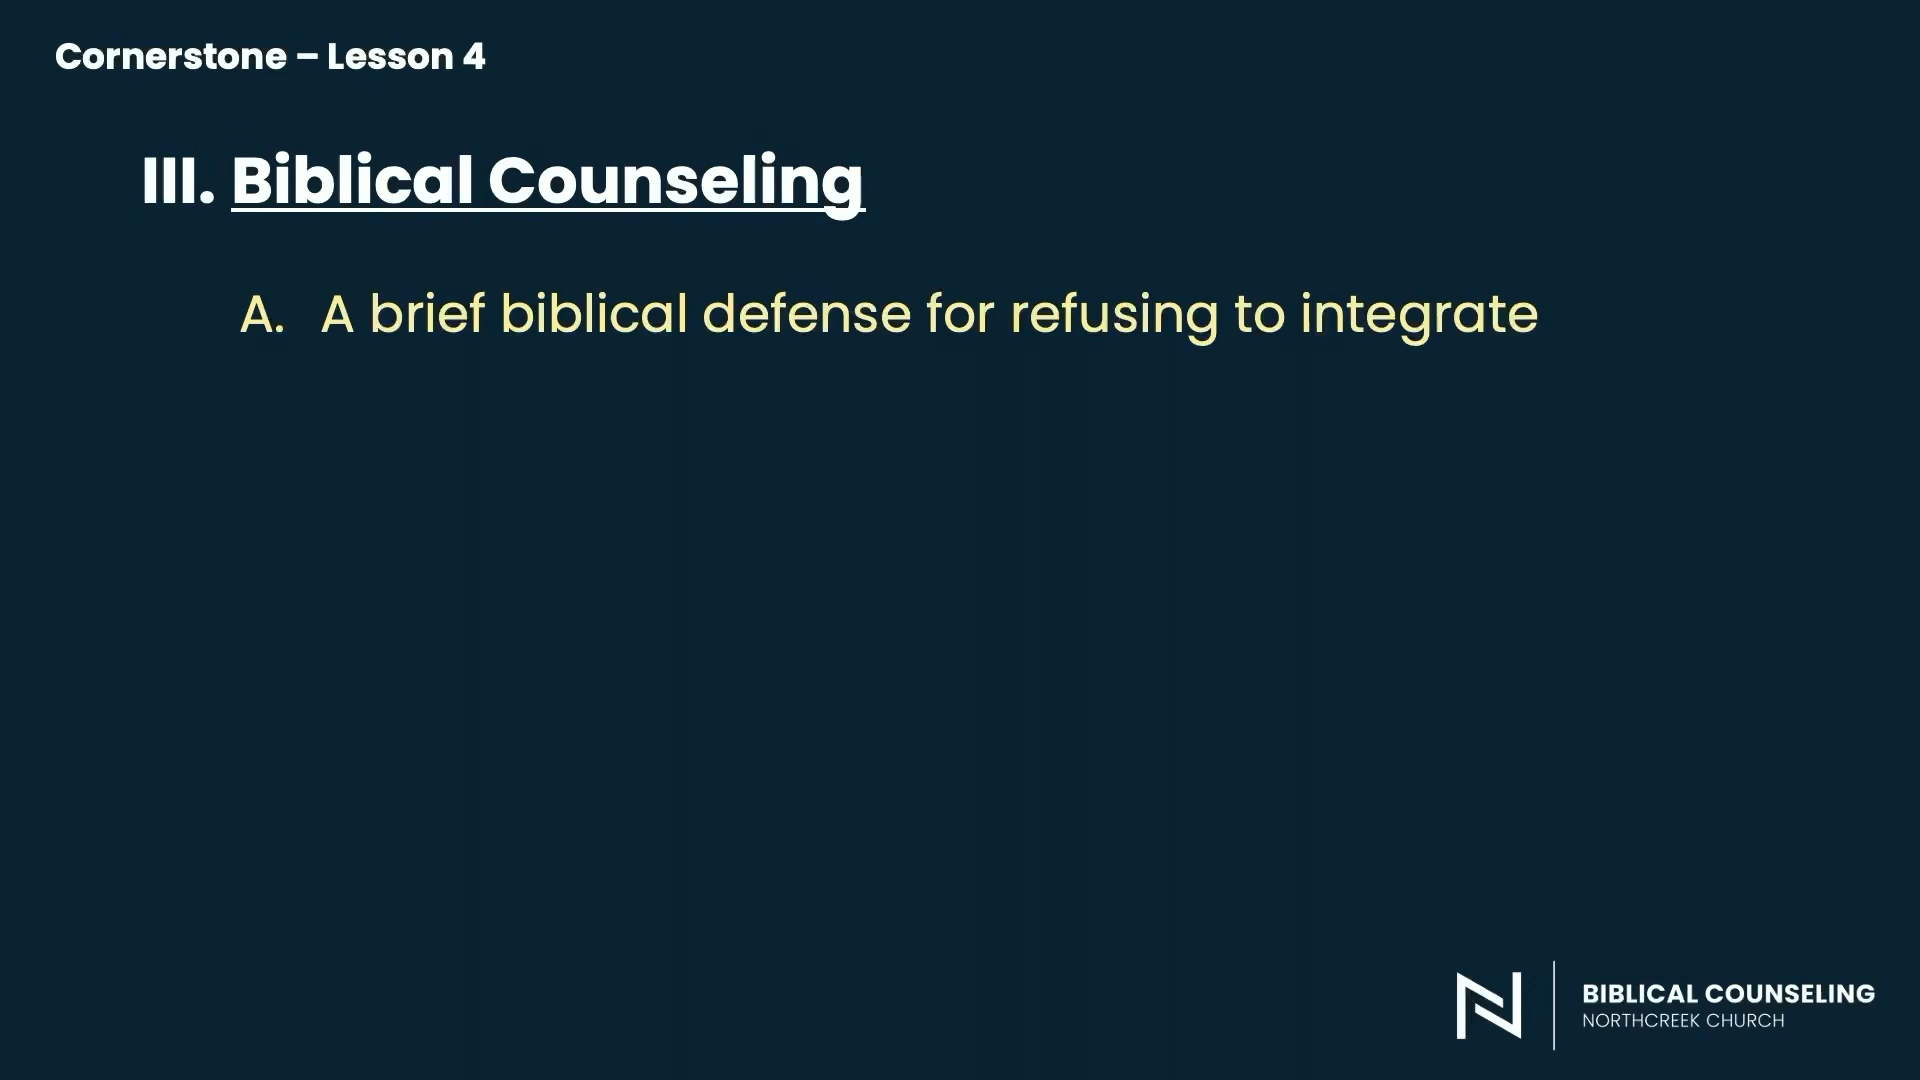 Cornerstone – Lesson 4
III. Biblical Counseling
A. A brief biblical defense for refusing to integrate
BIBLICAL COUNSELING
NORTHCREEK CHURCH